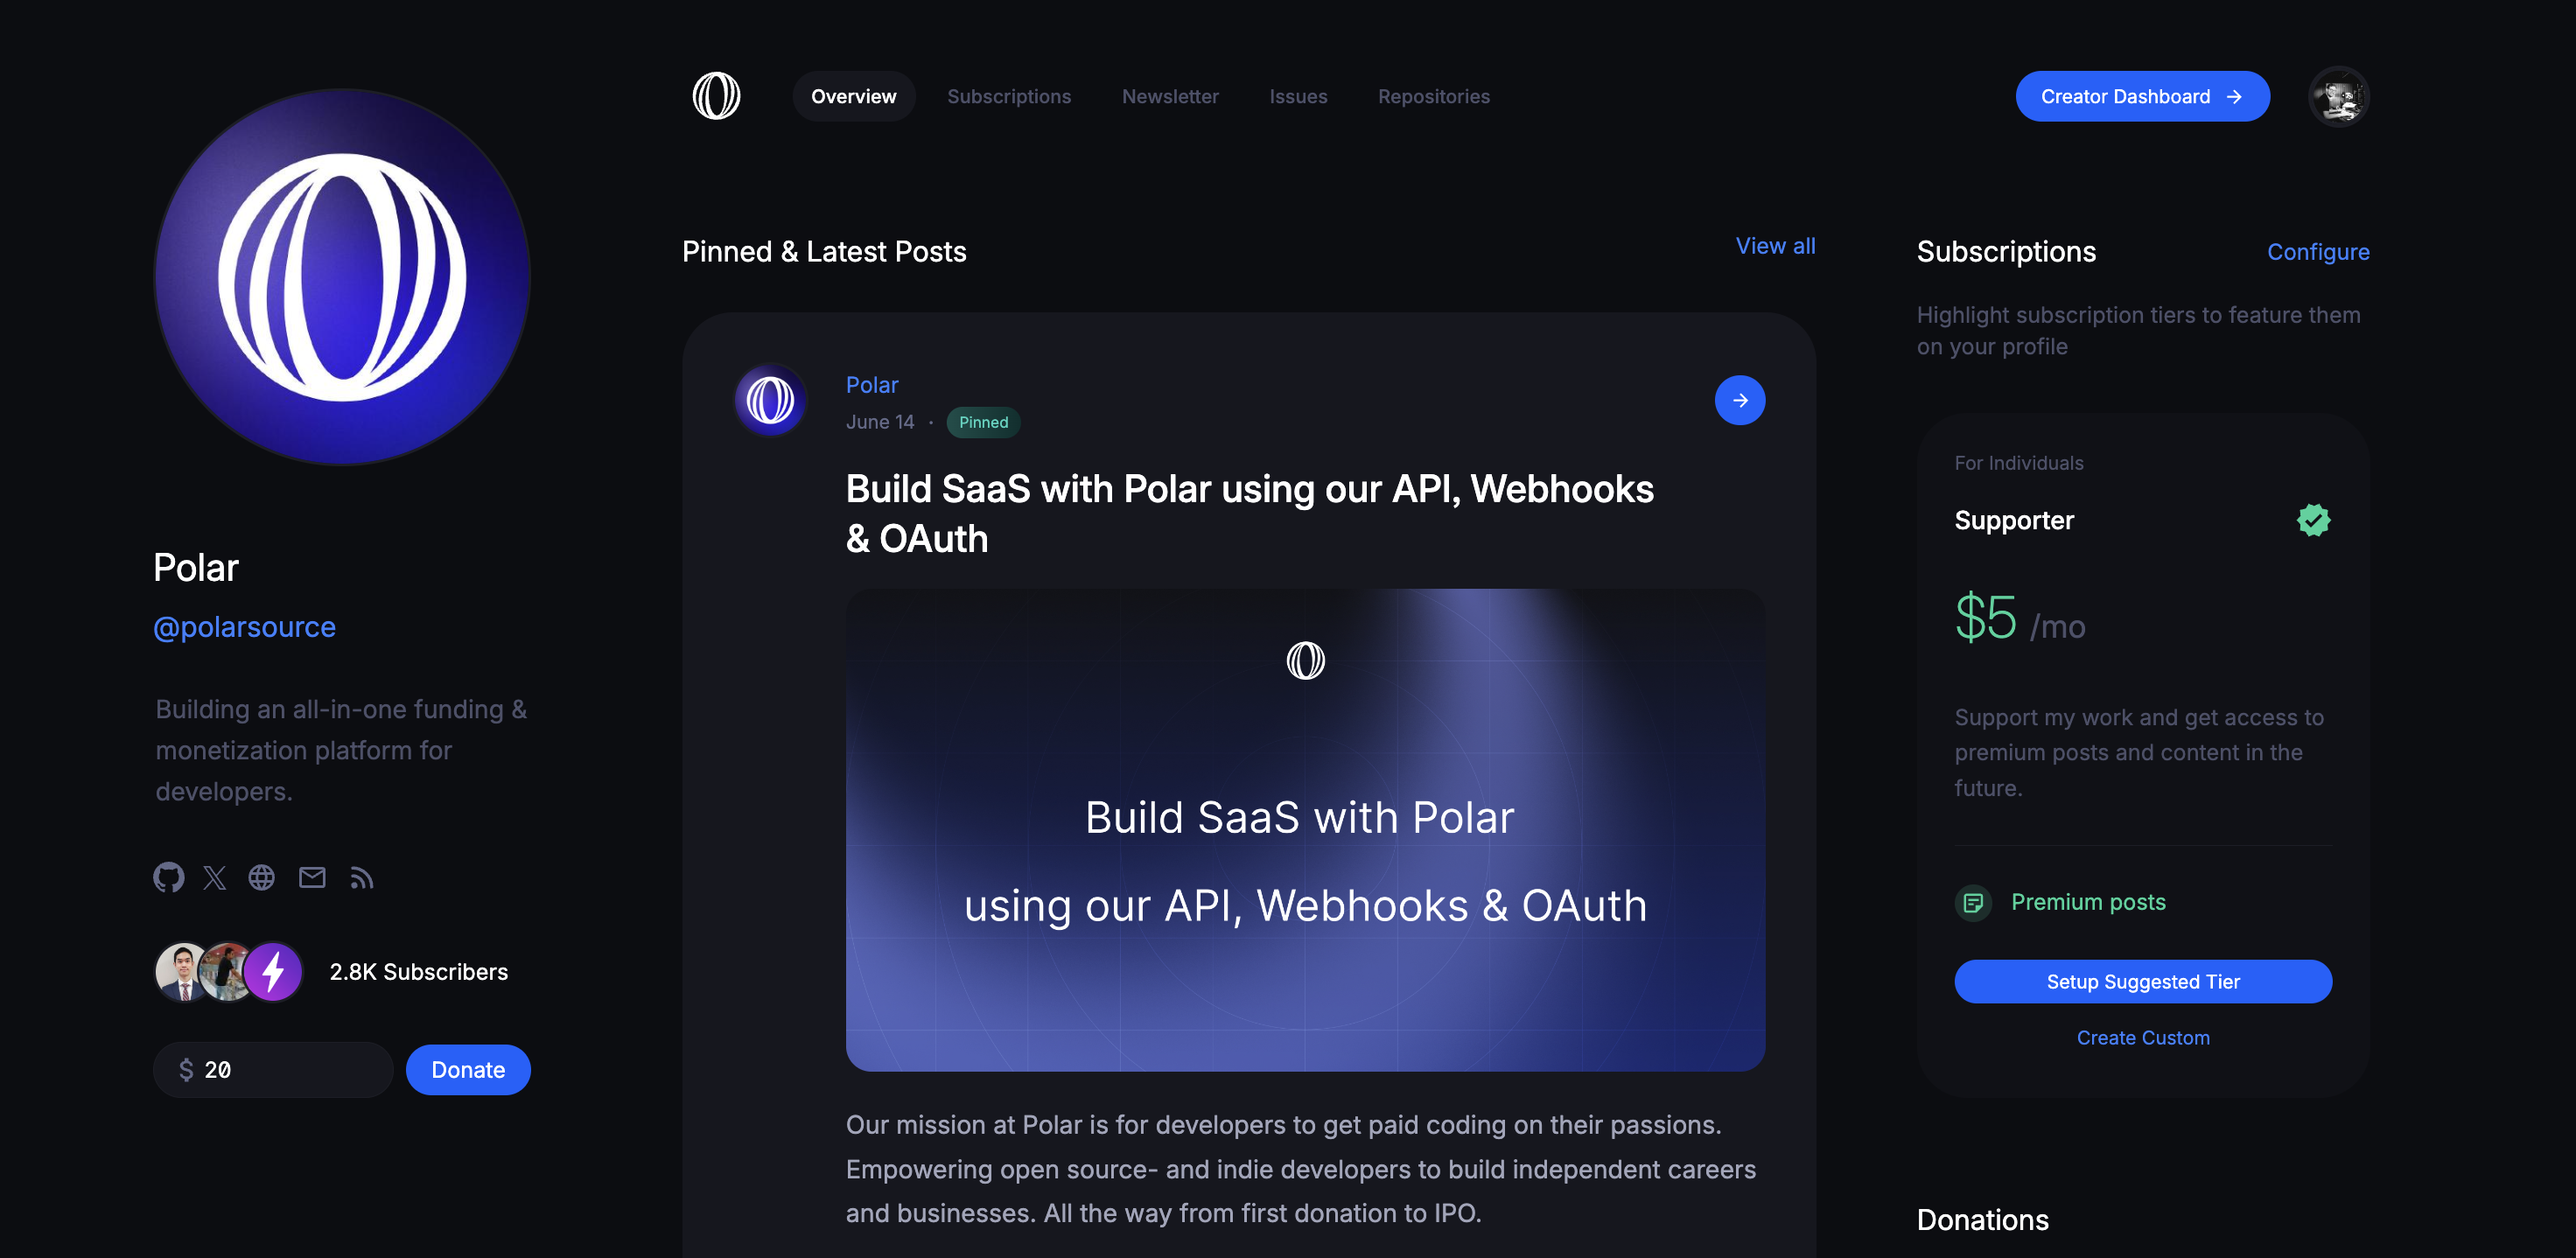 Overview
Subscriptions
Newsletter
Issues
Repositories
Creator Dashboard
Polar
@polarsource
Building an all-in-one funding &
monetization platform for
developers.
2.8K Subscribers
$ 20
Donate
Pinned & Latest Posts
View all
Polar
June 14 · Pinned
Build SaaS with Polar using our API, Webhooks
& OAuth
Build SaaS with Polar
using our API, Webhooks & OAuth
Our mission at Polar is for developers to get paid coding on their passions.
Empowering open source- and indie developers to build independent careers
and businesses. All the way from first donation to IPO.
Subscriptions
Configure
Highlight subscription tiers to feature them
on your profile
For Individuals
Supporter
$5 /mo
Support my work and get access to
premium posts and content in the
future.
Premium posts
Setup Suggested Tier
Create Custom
Donations